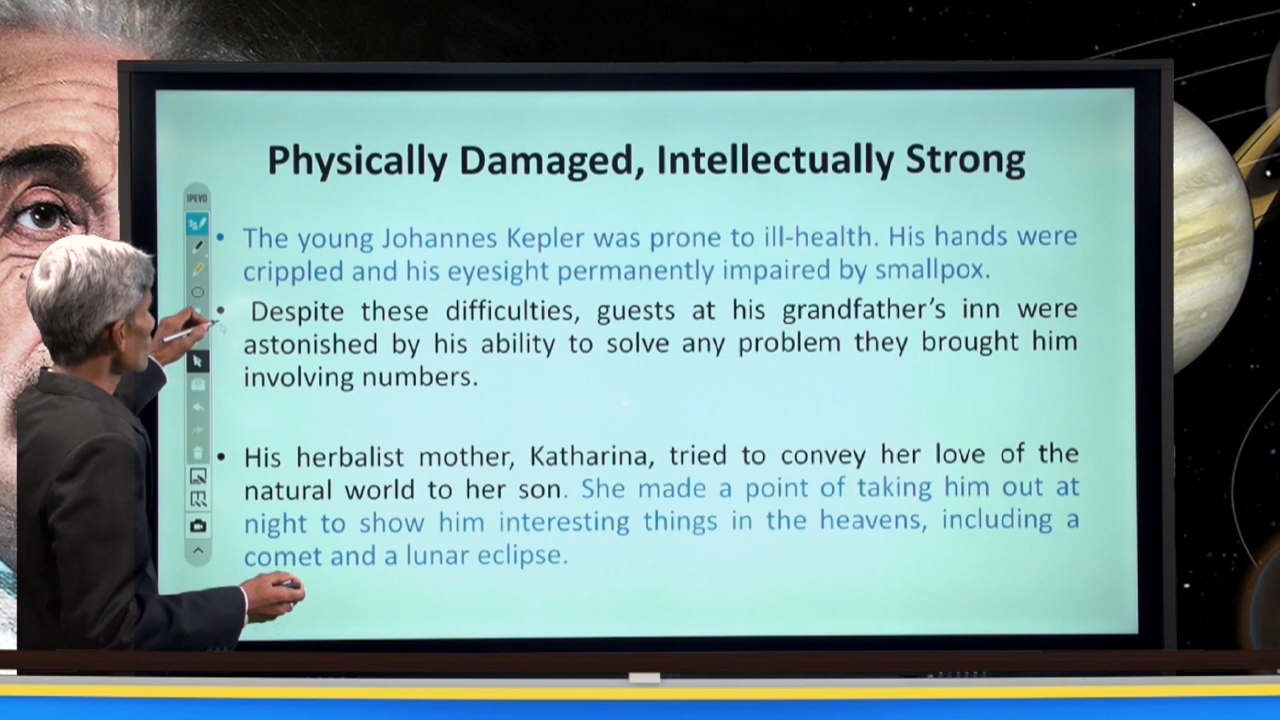 Physically Damaged, Intellectually Strong
IPEVO
• The young Johannes Kepler was prone to ill-health. His hands were
crippled and his eyesight permanently impaired by smallpox.
• Despite these difficulties, guests at his grandfather's inn were
astonished by his ability to solve any problem they brought him
involving numbers.
• His herbalist mother, Katharina, tried to convey her love of the
natural world to her son. She made a point of taking him out at
night to show him interesting things in the heavens, including a
comet and a lunar eclipse.